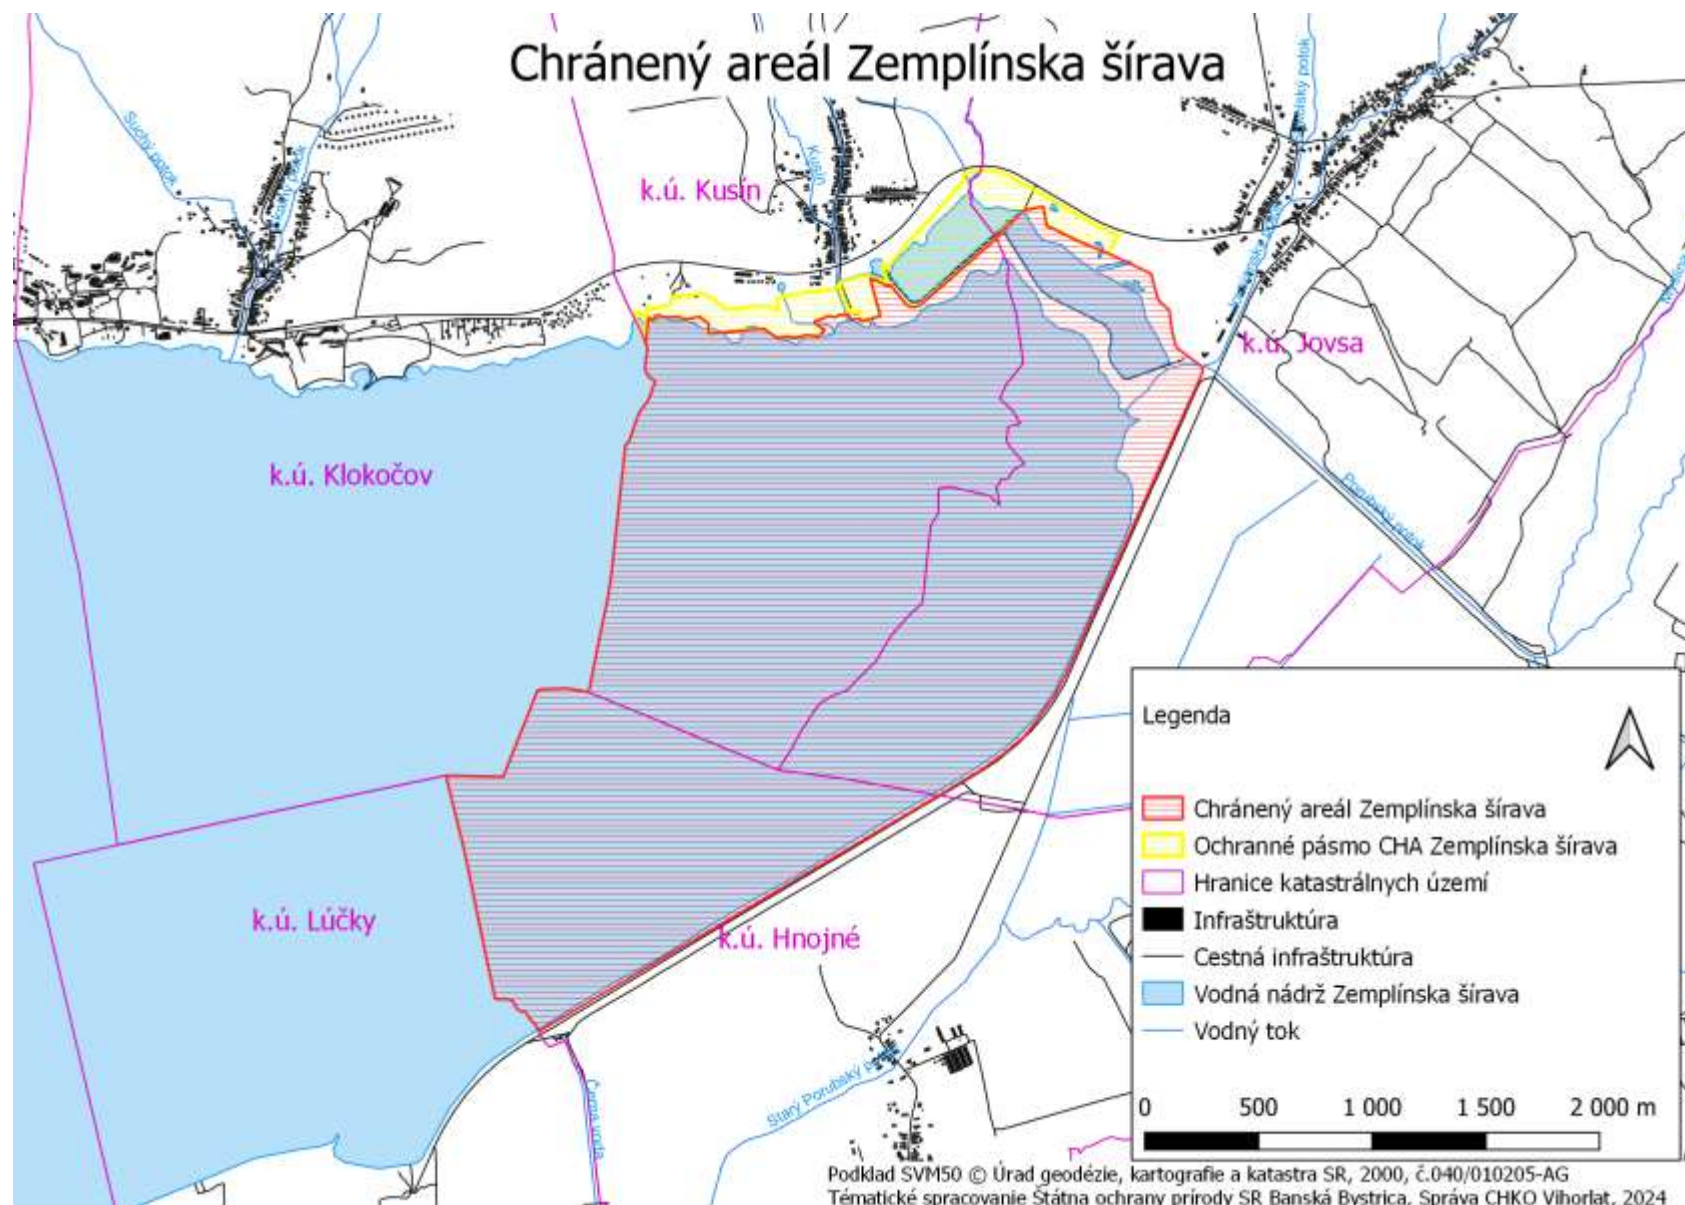 Chránený areál Zemplínska šírava
Suchý potok
Kusín
k.ú. Kusín
k.ú. Jovsa
k.ú. Klokočov
Porubský potok
Legenda
Chránený areál Zemplínska šírava
Ochranné pásmo CHA Zemplínska šírava
Hranice katastrálnych území
Infraštruktúra
Cestná infraštruktúra
Vodná nádrž Zemplínska šírava
Vodný tok
k.ú. Lúčky
k.ú. Hnojné
Starý Porubský
Čierna voda
0 500 1 000 1 500 2 000 m
Podklad SVM50 © Úrad geodézie, kartografie a katastra SR, 2000, č.040/010205-AG
Tématické spracovanie Štátna ochrany prírody SR Banská Bystrica, Správa CHKO Vihorlat, 2024